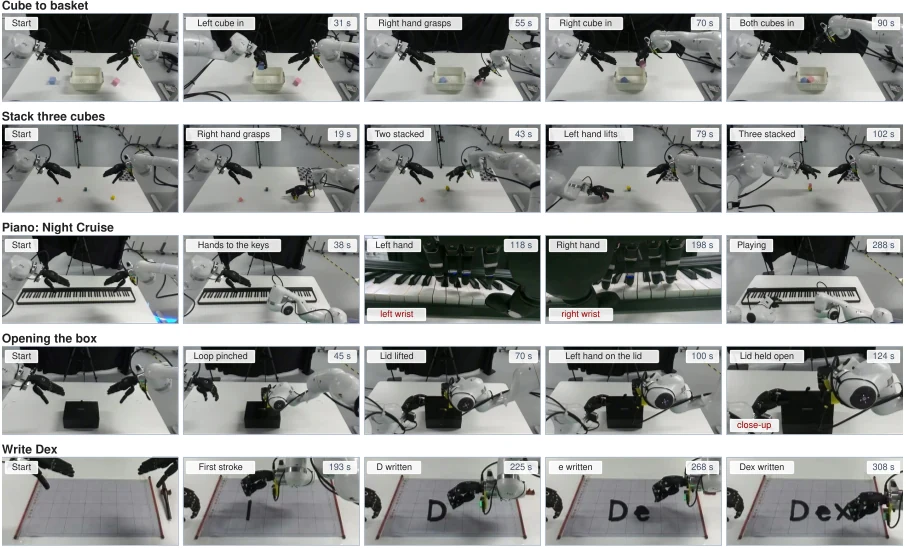 Cube to basket
Start
Left cube in 31 s
Right hand grasps 55 s
Right cube in 70 s
Both cubes in 90 s
Stack three cubes
Start
Right hand grasps 19 s
Two stacked 43 s
Left hand lifts 79 s
Three stacked 102 s
Piano: Night Cruise
Start
Hands to the keys 38 s
Left hand 118 s
left wrist
Right hand 198 s
right wrist
Playing 288 s
Opening the box
Start
Loop pinched 45 s
Lid lifted 70 s
Left hand on the lid 100 s
Lid held open 124 s
close-up
Write Dex
Start
First stroke 193 s
D written 225 s
D
e written 268 s
De
Dex written 308 s
Dex